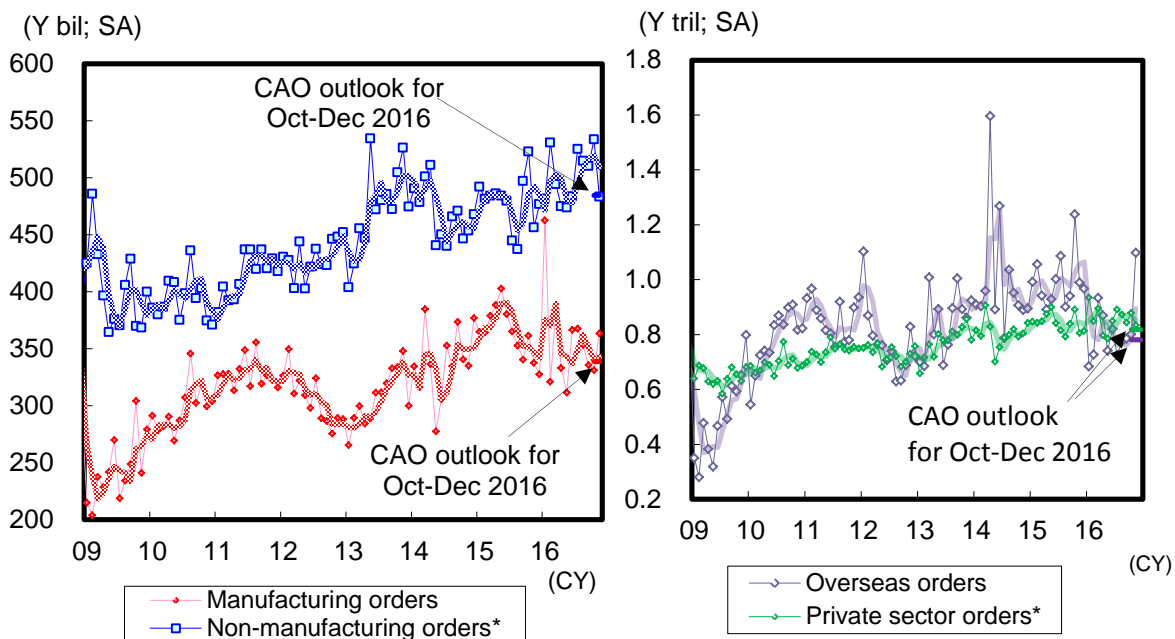 (Y bil; SA)
600
550
500
450
400
350
300
250
200
CAO outlook for
Oct-Dec 2016
CAO outlook for
Oct-Dec 2016
09 10 11 12 13 14 15 16
(CY)
Manufacturing orders
Non-manufacturing orders*
(Y tril; SA)
1.8
1.6
1.4
1.2
1.0
0.8
0.6
0.4
0.2
CAO outlook
for Oct-Dec 2016
09 10 11 12 13 14 15 16
(CY)
Overseas orders
Private sector orders*